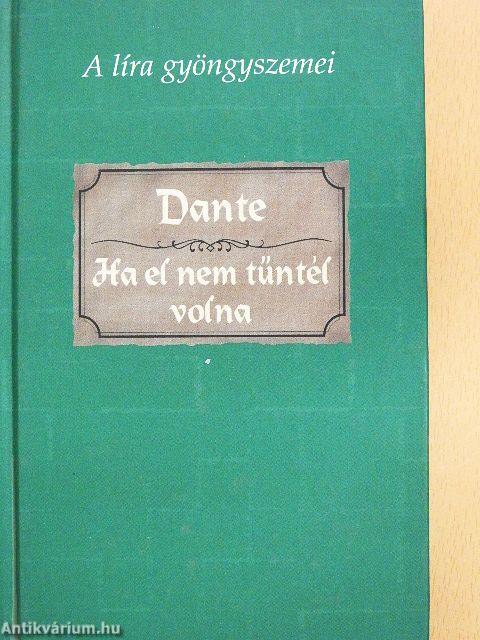 A líra gyöngyszemei
Dante
Ha el nem tűntél
volna
Antikvárium.hu